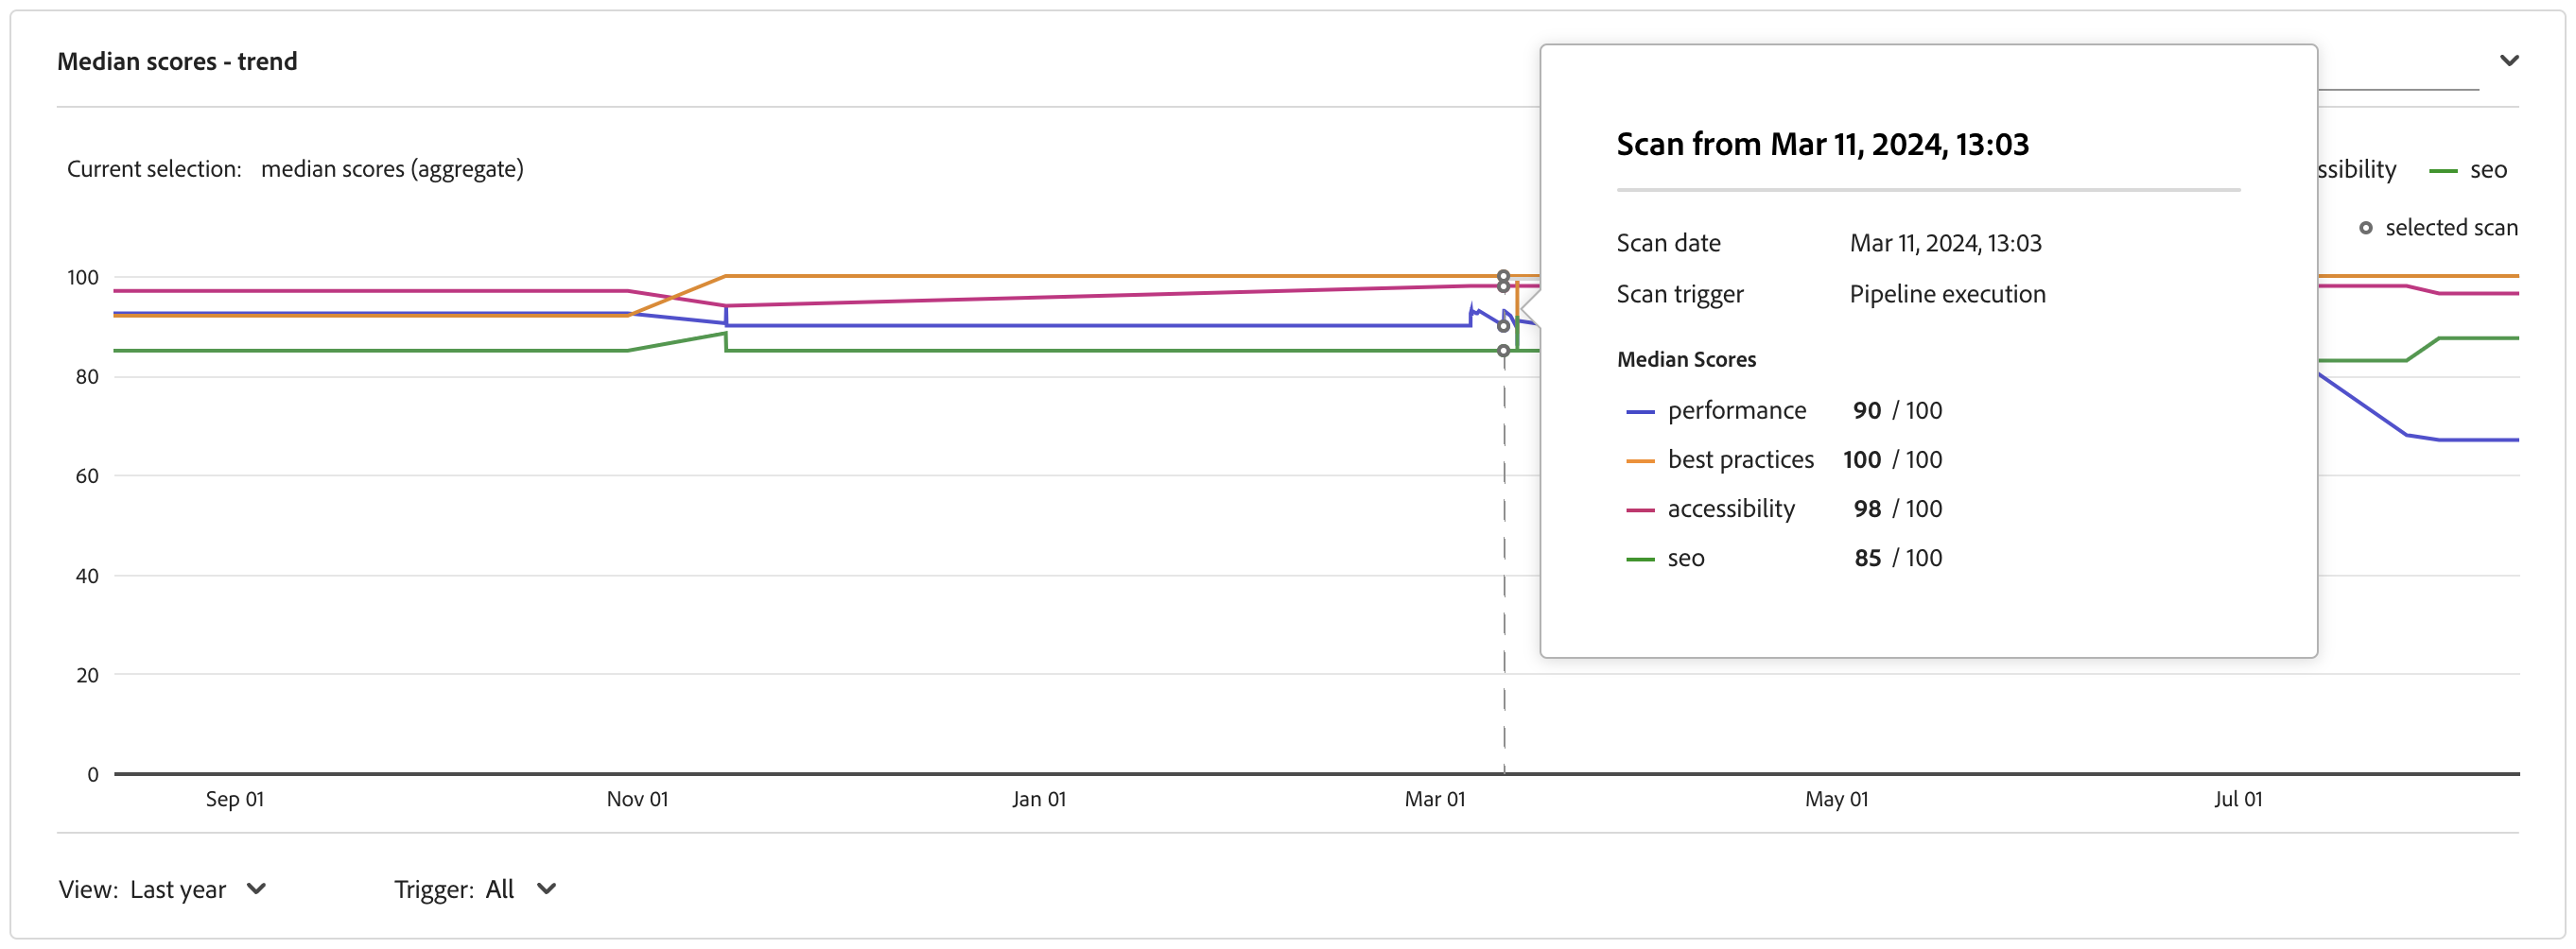 Median scores - trend
Current selection: median scores (aggregate)
ssibility seo
selected scan
Scan from Mar 11, 2024, 13:03
Scan date Mar 11, 2024, 13:03
Scan trigger Pipeline execution
Median Scores
performance 90 / 100
best practices 100 / 100
accessibility 98 / 100
seo 85 / 100
100
80
60
40
20
0
Sep 01 Nov 01 Jan 01 Mar 01 May 01 Jul 01
View: Last year Trigger: All